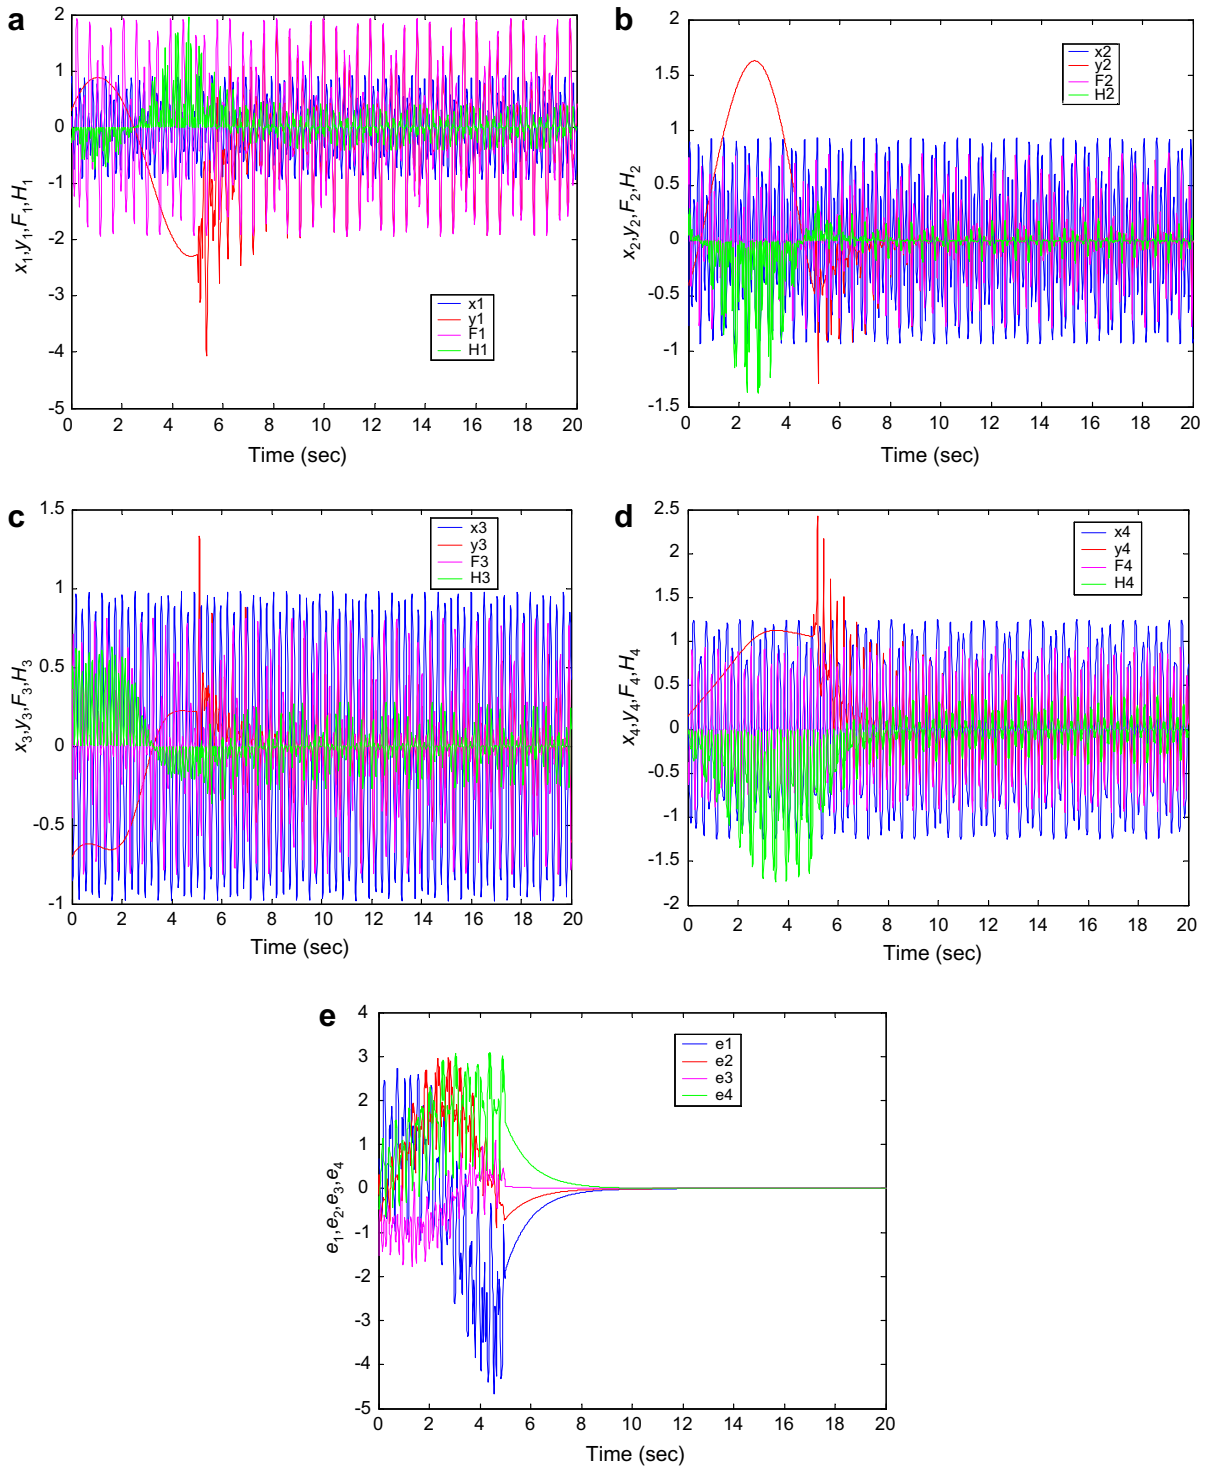 a
2
1
0
-1
-2
-3
-4
-5
x1,y1,F1,H1
x1
y1
F1
H1
0 2 4 6 8 10 12 14 16 18 20
Time (sec)
b
2
1.5
1
0.5
0
-0.5
-1
-1.5
x2,y2,F2,H2
x2
y2
F2
H2
0 2 4 6 8 10 12 14 16 18 20
Time (sec)
c
1.5
1
0.5
0
-0.5
-1
x3,y3,F3,H3
x3
y3
F3
H3
0 2 4 6 8 10 12 14 16 18 20
Time (sec)
d
2.5
2
1.5
1
0.5
0
-0.5
-1
-1.5
-2
x4,y4,F4,H4
x4
y4
F4
H4
0 2 4 6 8 10 12 14 16 18 20
Time (sec)
e
4
3
2
1
0
-1
-2
-3
-4
-5
e1,e2,e3,e4
e1
e2
e3
e4
0 2 4 6 8 10 12 14 16 18 20
Time (sec)